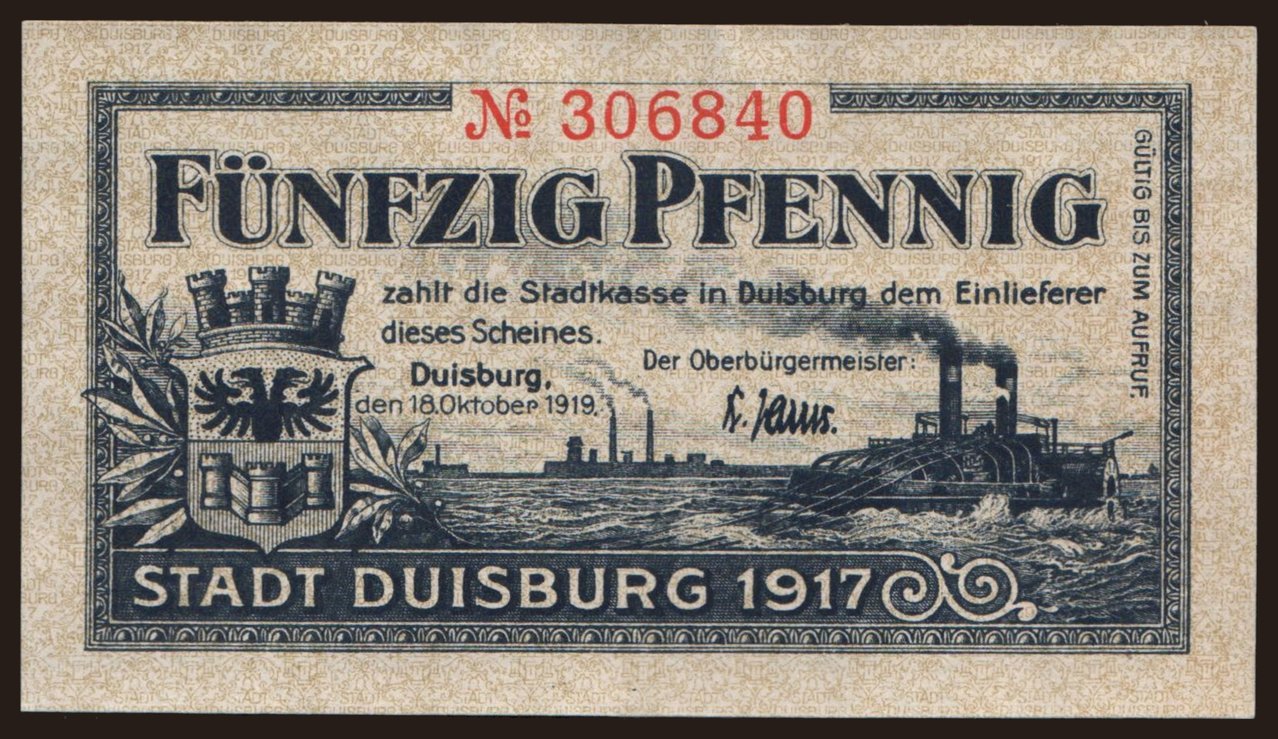 № 306840
FÜNFZIG PFENNIG
zahlt die Stadtkasse in Duisburg dem Einlieferer
dieses Scheines.
Der Oberbürgermeister:
Duisburg,
den 18.Oktober 1919.
GÜLTIG BIS ZUM AUFRUF.
STADT DUISBURG 1917